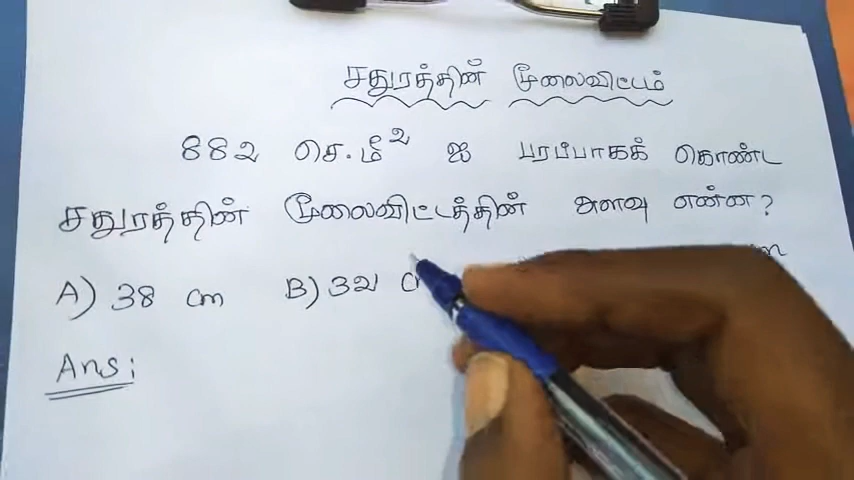 சதுரத்தின் மூலைவிட்டம்
882 செ.மீ² ஐ பரப்பாகக் கொண்ட
சதுரத்தின் மூலைவிட்டத்தின் அளவு என்ன?
A) 38 cm B) 32
Ans: